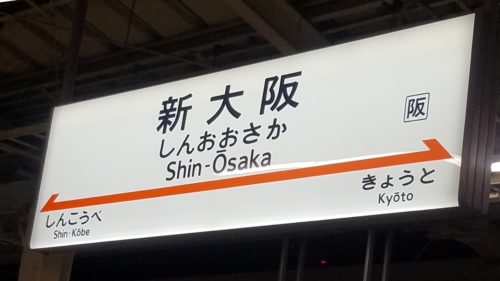 新大阪
阪
しんおおさか
Shin-Ōsaka
しんこうべ
Shin-Kōbe
きょうと
Kyōto